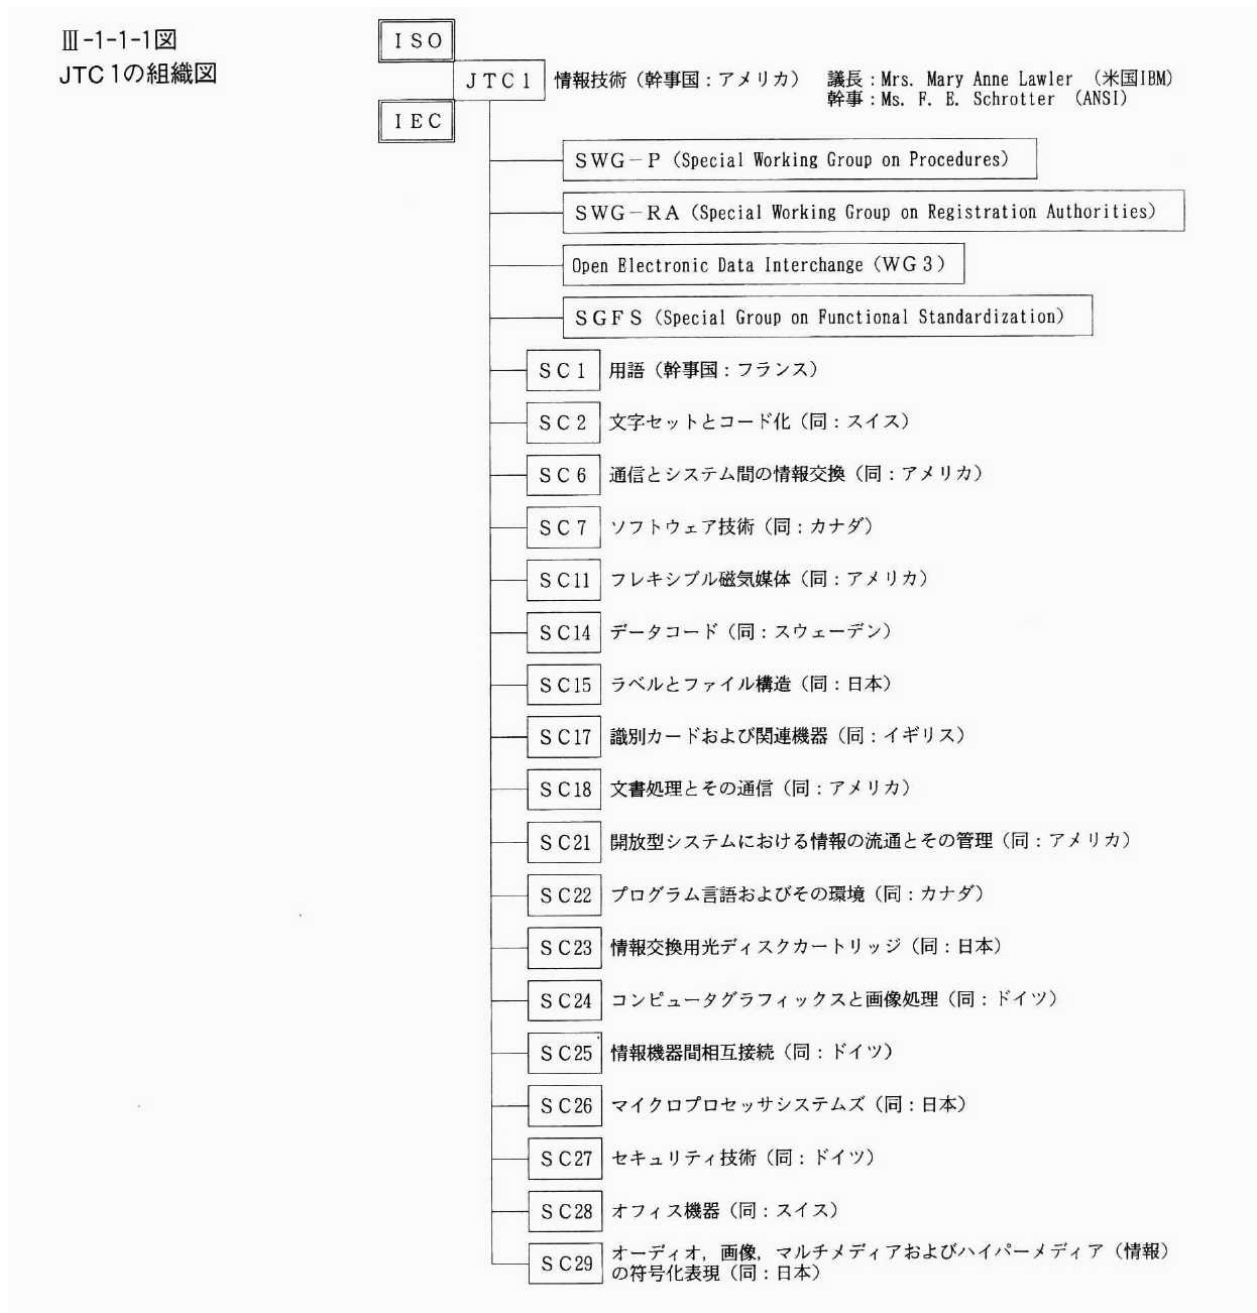 Ⅲ-1-1-1図
JTC1の組織図
ISO
JTC1 情報技術（幹事国：アメリカ） 議長：Mrs. Mary Anne Lawler （米国IBM）
幹事：Ms. F. E. Schrotter （ANSI）
IEC
SWG－P（Special Working Group on Procedures）
SWG－RA（Special Working Group on Registration Authorities）
Open Electronic Data Interchange（WG3）
SGFS（Special Group on Functional Standardization）
SC1 用語（幹事国：フランス）
SC2 文字セットとコード化（同：スイス）
SC6 通信とシステム間の情報交換（同：アメリカ）
SC7 ソフトウェア技術（同：カナダ）
SC11 フレキシブル磁気媒体（同：アメリカ）
SC14 データコード（同：スウェーデン）
SC15 ラベルとファイル構造（同：日本）
SC17 識別カードおよび関連機器（同：イギリス）
SC18 文書処理とその通信（同：アメリカ）
SC21 開放型システムにおける情報の流通とその管理（同：アメリカ）
SC22 プログラム言語およびその環境（同：カナダ）
SC23 情報交換用光ディスクカートリッジ（同：日本）
SC24 コンピュータグラフィックスと画像処理（同：ドイツ）
SC25 情報機器間相互接続（同：ドイツ）
SC26 マイクロプロセッサシステムズ（同：日本）
SC27 セキュリティ技術（同：ドイツ）
SC28 オフィス機器（同：スイス）
SC29 オーディオ，画像，マルチメディアおよびハイパーメディア（情報）
の符号化表現（同：日本）